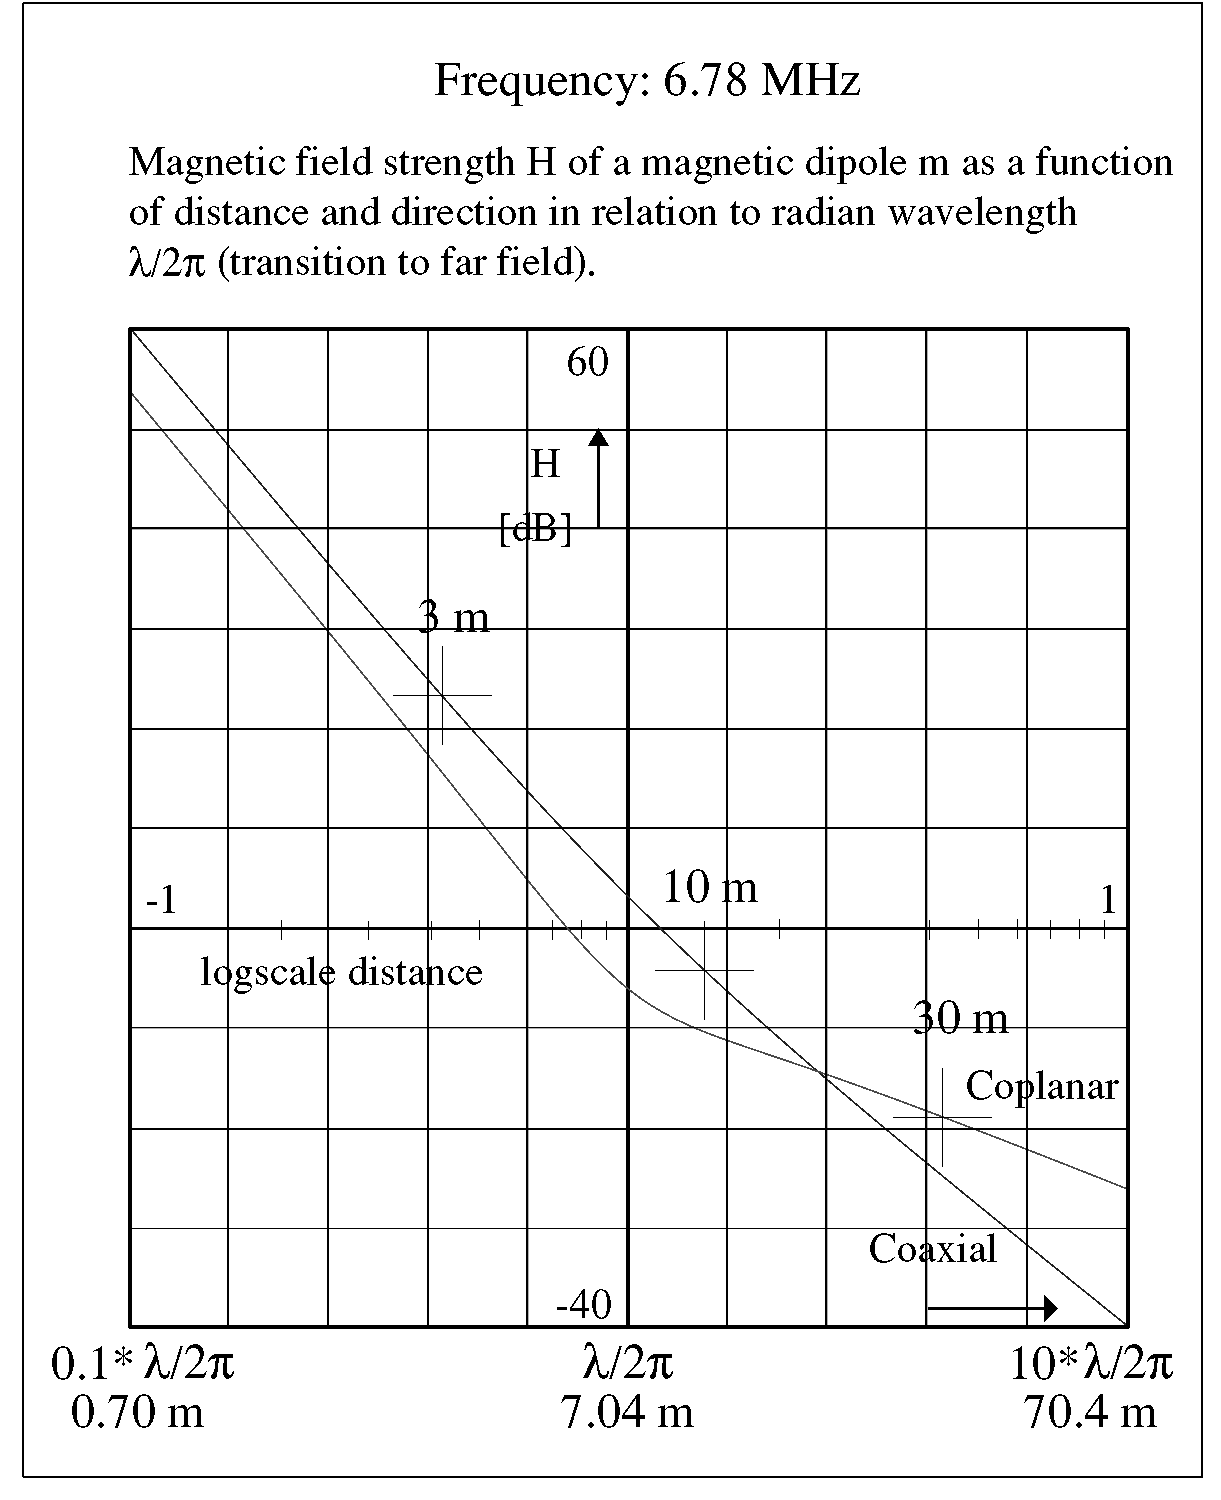 Frequency: 6.78 MHz
Magnetic field strength H of a magnetic dipole m as a function
of distance and direction in relation to radian wavelength
λ/2π (transition to far field).
60
H
[dB]
3 m
-1
10 m
1
logscale distance
30 m
Coplanar
Coaxial
-40
0.1* λ/2π
λ/2π
10* λ/2π
0.70 m
7.04 m
70.4 m